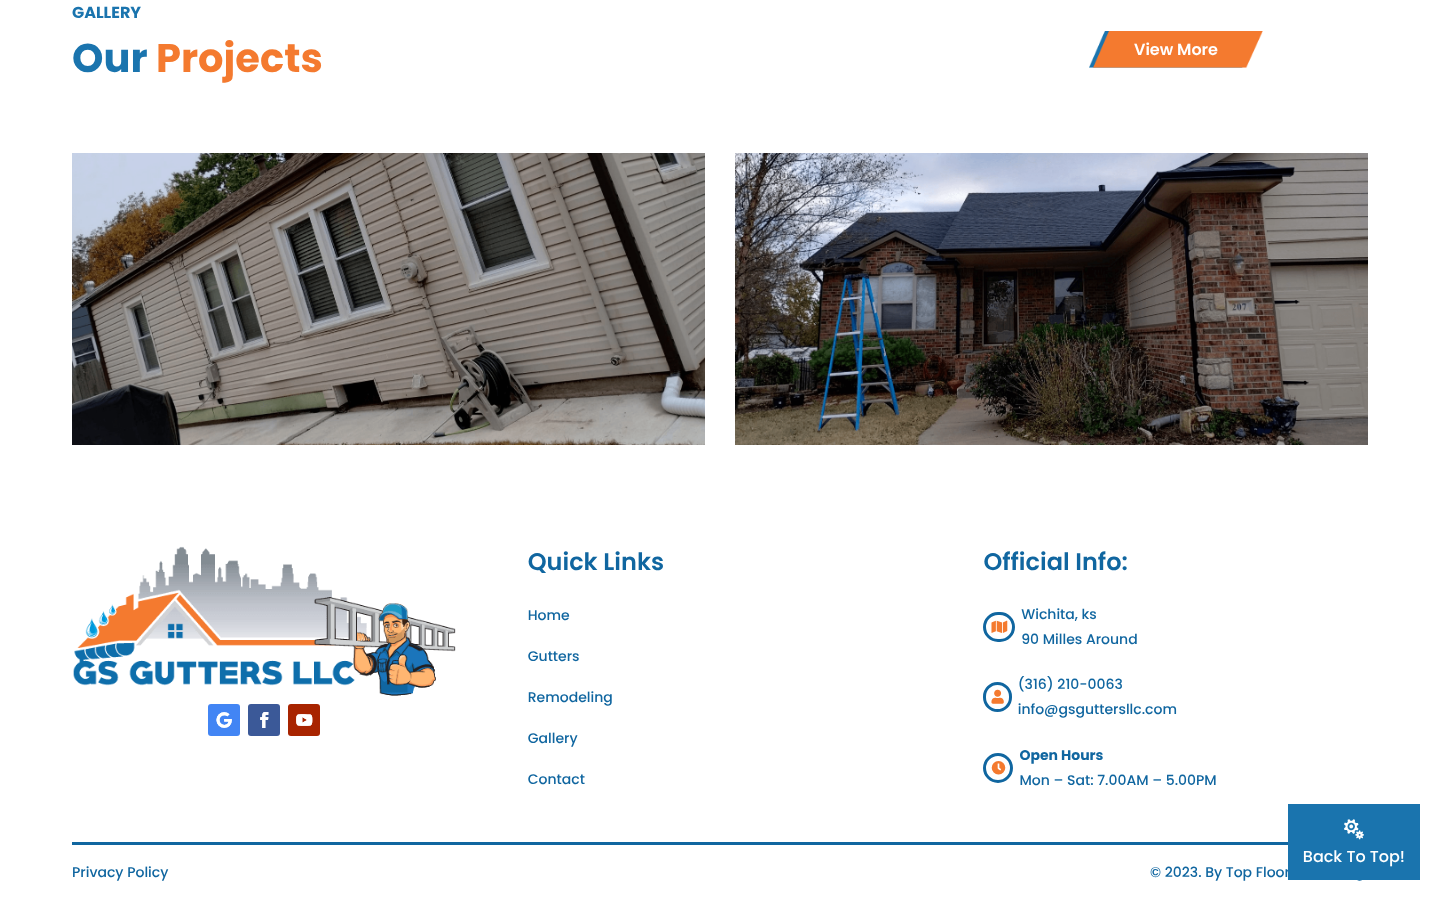 GALLERY
Our Projects
View More
207
GS GUTTERS LLC
Quick Links
Home
Gutters
Remodeling
Gallery
Contact
Official Info:
Wichita, ks
90 Milles Around
(316) 210-0063
info@gsguttersllc.com
Open Hours
Mon – Sat: 7.00AM – 5.00PM
Back To Top!
Privacy Policy
© 2023. By Top Floor